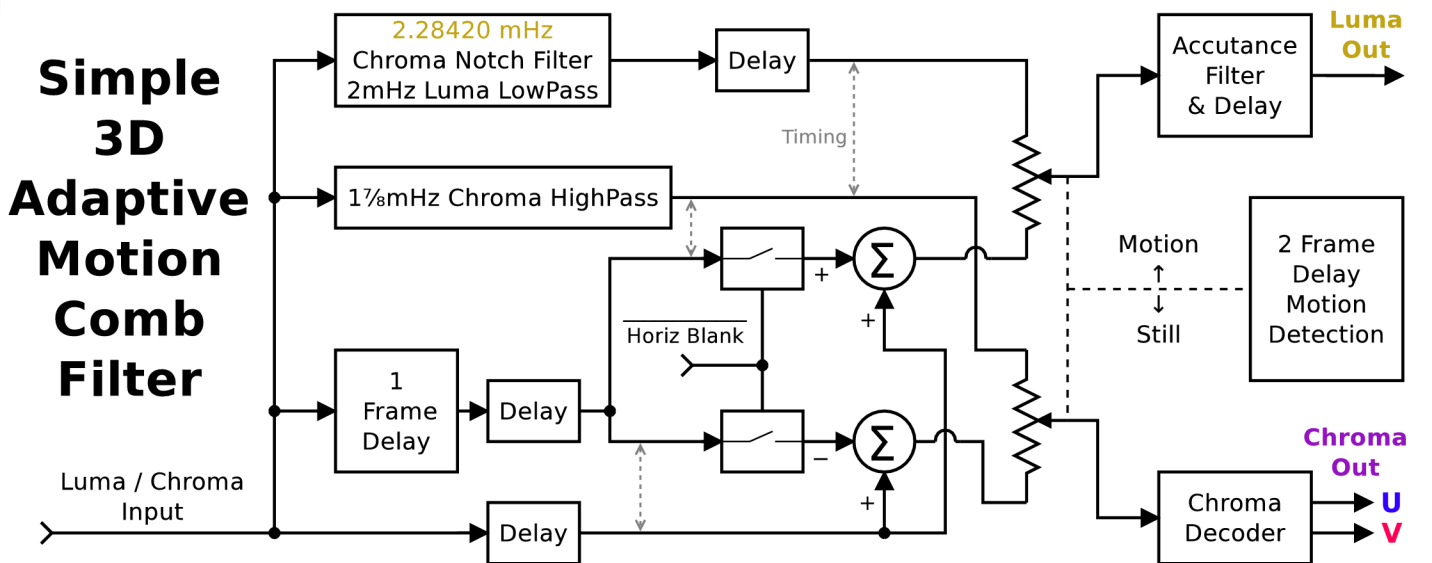 Simple
3D
Adaptive
Motion
Comb
Filter
2.28420 mHz
Chroma Notch Filter
2mHz Luma LowPass
Delay
Timing
Accutance
Filter
& Delay
Luma
Out
1⅞mHz Chroma HighPass
+
Σ
+
Horiz Blank
Motion
↑
↓
Still
2 Frame
Delay
Motion
Detection
1
Frame
Delay
Delay
−
Σ
+
Luma / Chroma
Input
Delay
Chroma
Decoder
Chroma
Out
U
V